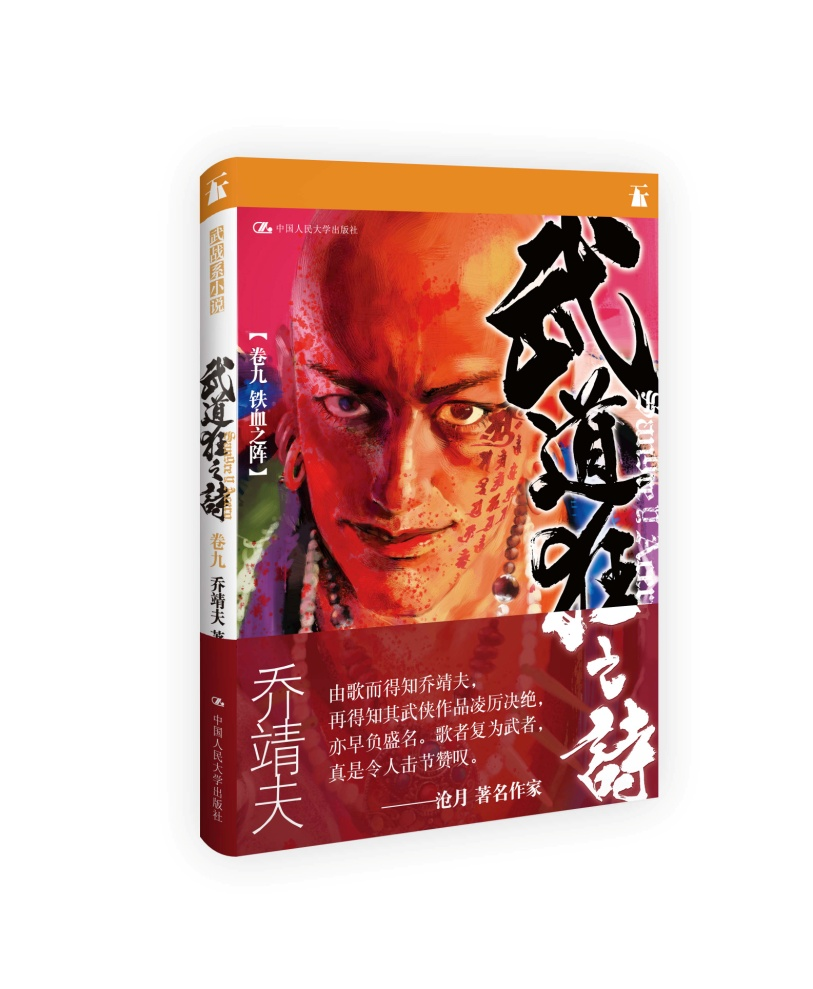 中国人民大学出版社
武道狂之詩
【卷九 铁血之阵】
乔靖夫
由歌而得知乔靖夫，
再得知其武侠作品凌厉决绝，
亦早负盛名。歌者复为武者，
真是令人击节赞叹。
——沧月 著名作家
武战系小说
武道狂之詩
卷九
乔靖夫 著
中国人民大学出版社